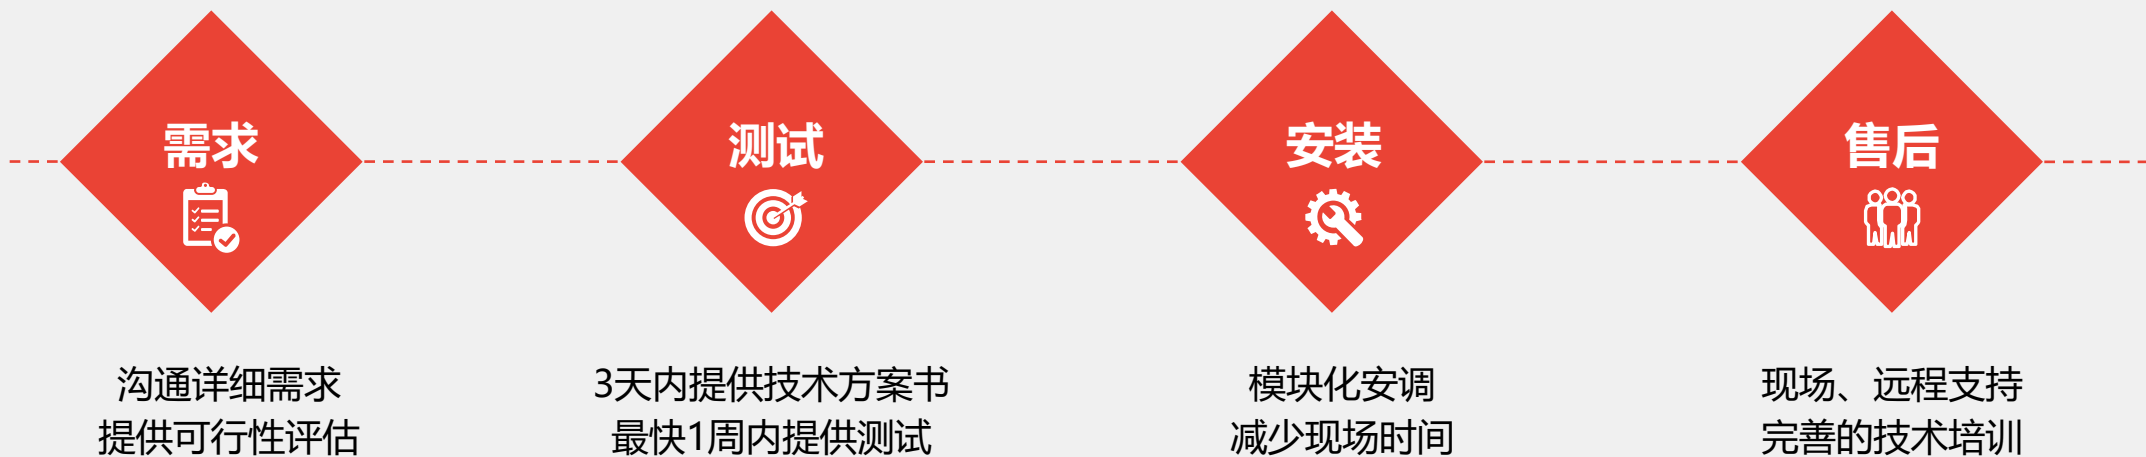 需求
测试
安装
售后
沟通详细需求
提供可行性评估
3天内提供技术方案书
最快1周内提供测试
模块化安调
减少现场时间
现场、远程支持
完善的技术培训